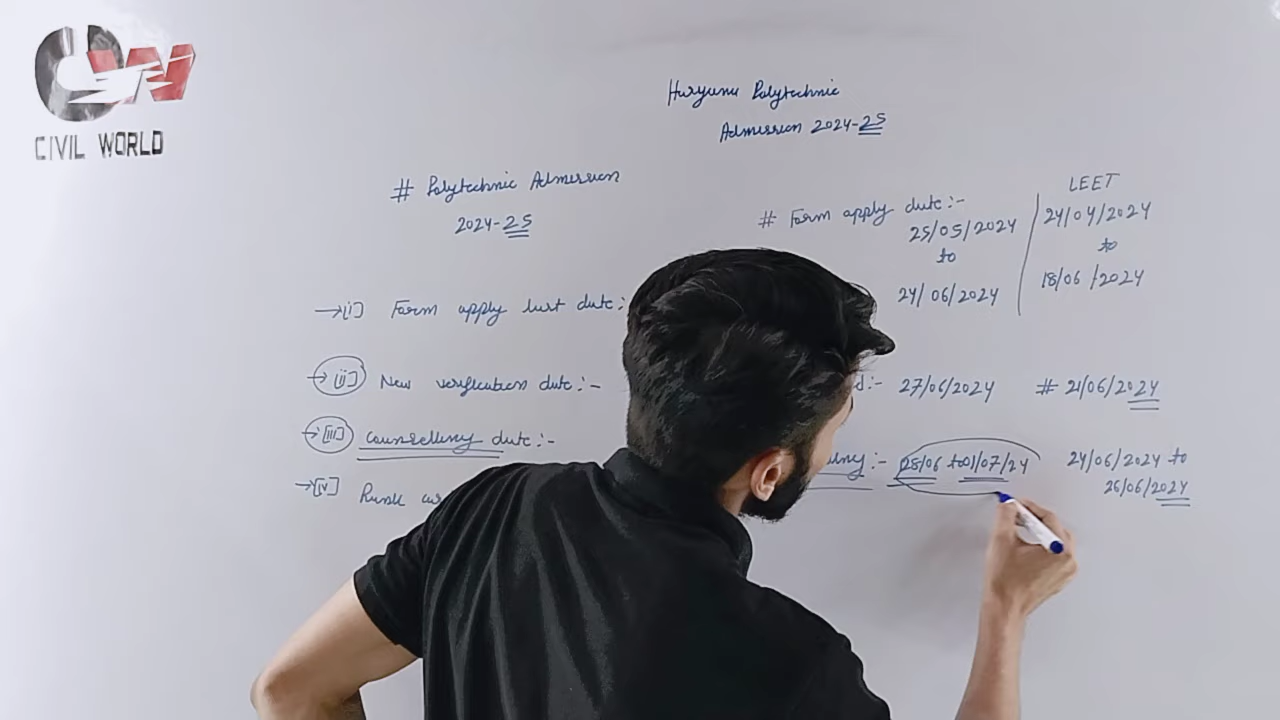 CW
CIVIL WORLD
Haryana Polytechnic
Admission 2024-25
# Polytechnic Admission
2024-25
→[i] Form apply last date:
→[ii] New verification date:-
→[iii] Counselling date:-
→[iv]
# Form apply date:-
25/05/2024
to
24/06/2024
LEET
24/04/2024
to
18/06/2024
:- 27/06/2024
# 21/06/2024
:- 28/06 to 01/07/24
24/06/2024 to
26/06/2024